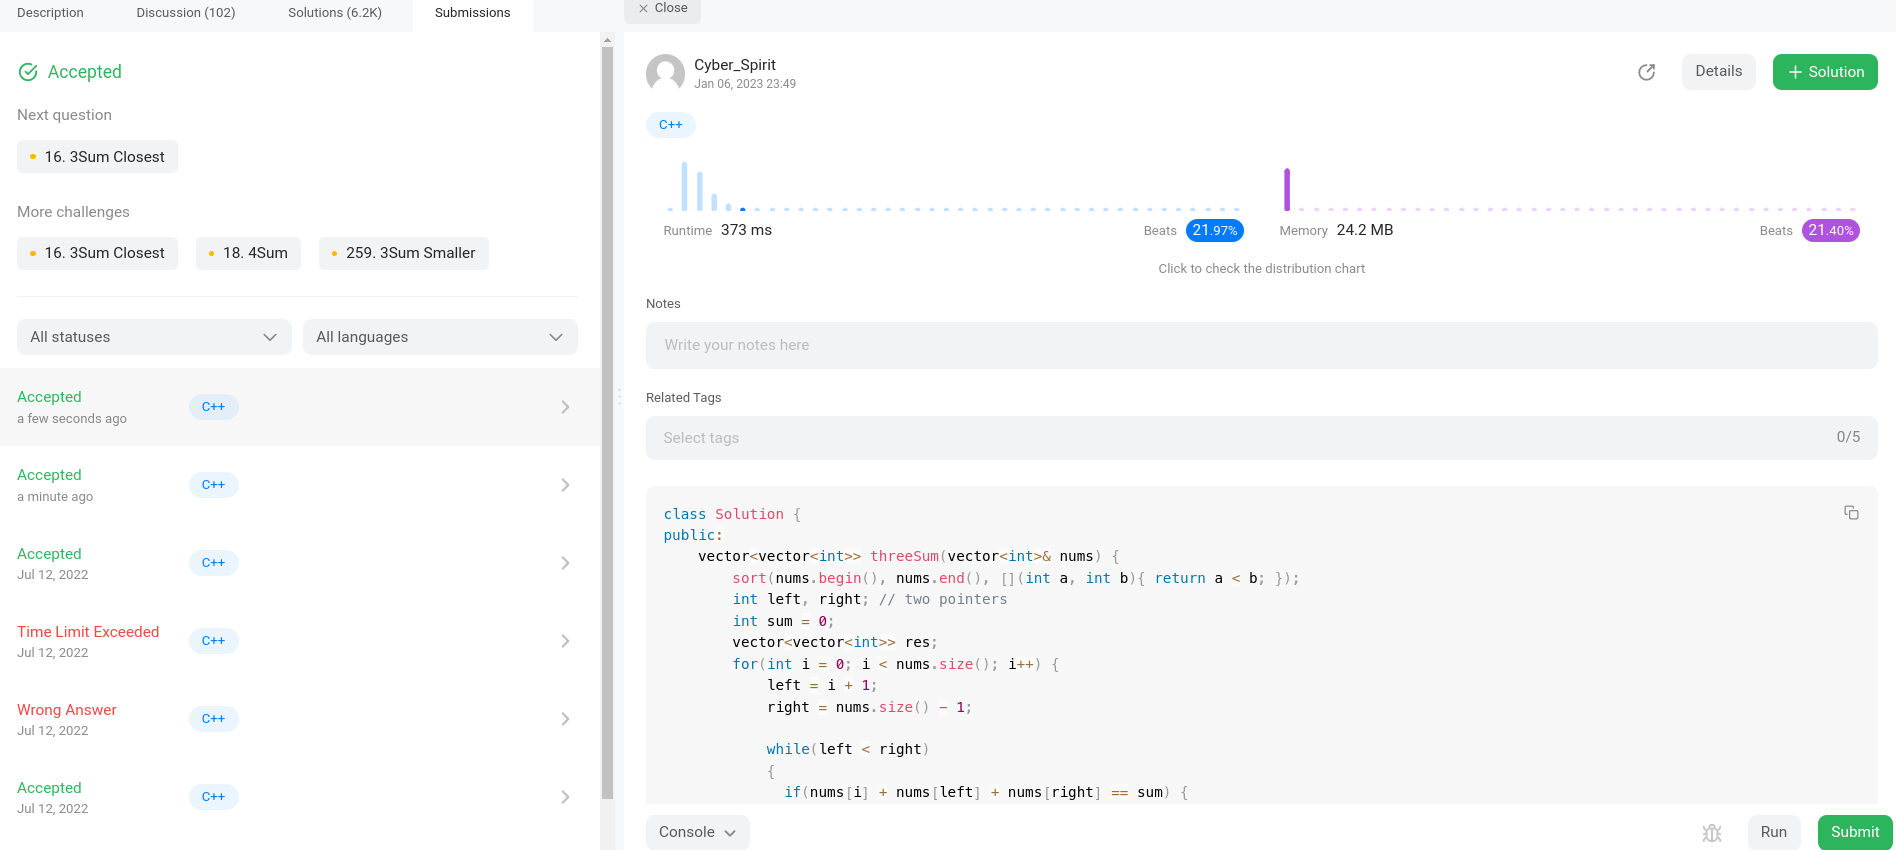 Description Discussion (102) Solutions (6.2K) Submissions
Close
Accepted
Next question
16. 3Sum Closest
More challenges
16. 3Sum Closest 18. 4Sum 259. 3Sum Smaller
All statuses All languages
Accepted
a few seconds ago
C++
Accepted
a minute ago
C++
Accepted
Jul 12, 2022
C++
Time Limit Exceeded
Jul 12, 2022
C++
Wrong Answer
Jul 12, 2022
C++
Accepted
Jul 12, 2022
C++
Cyber_Spirit
Jan 06, 2023 23:49
Details + Solution
C++
Runtime 373 ms Beats 21.97% Memory 24.2 MB Beats 21.40%
Click to check the distribution chart
Notes
Write your notes here
Related Tags
Select tags 0/5
class Solution {
public:
    vector<vector<int>> threeSum(vector<int>& nums) {
        sort(nums.begin(), nums.end(), [](int a, int b){ return a < b; });
        int left, right; // two pointers
        int sum = 0;
        vector<vector<int>> res;
        for(int i = 0; i < nums.size(); i++) {
            left = i + 1;
            right = nums.size() - 1;
            while(left < right)
            {
              if(nums[i] + nums[left] + nums[right] == sum) {
Console Run Submit